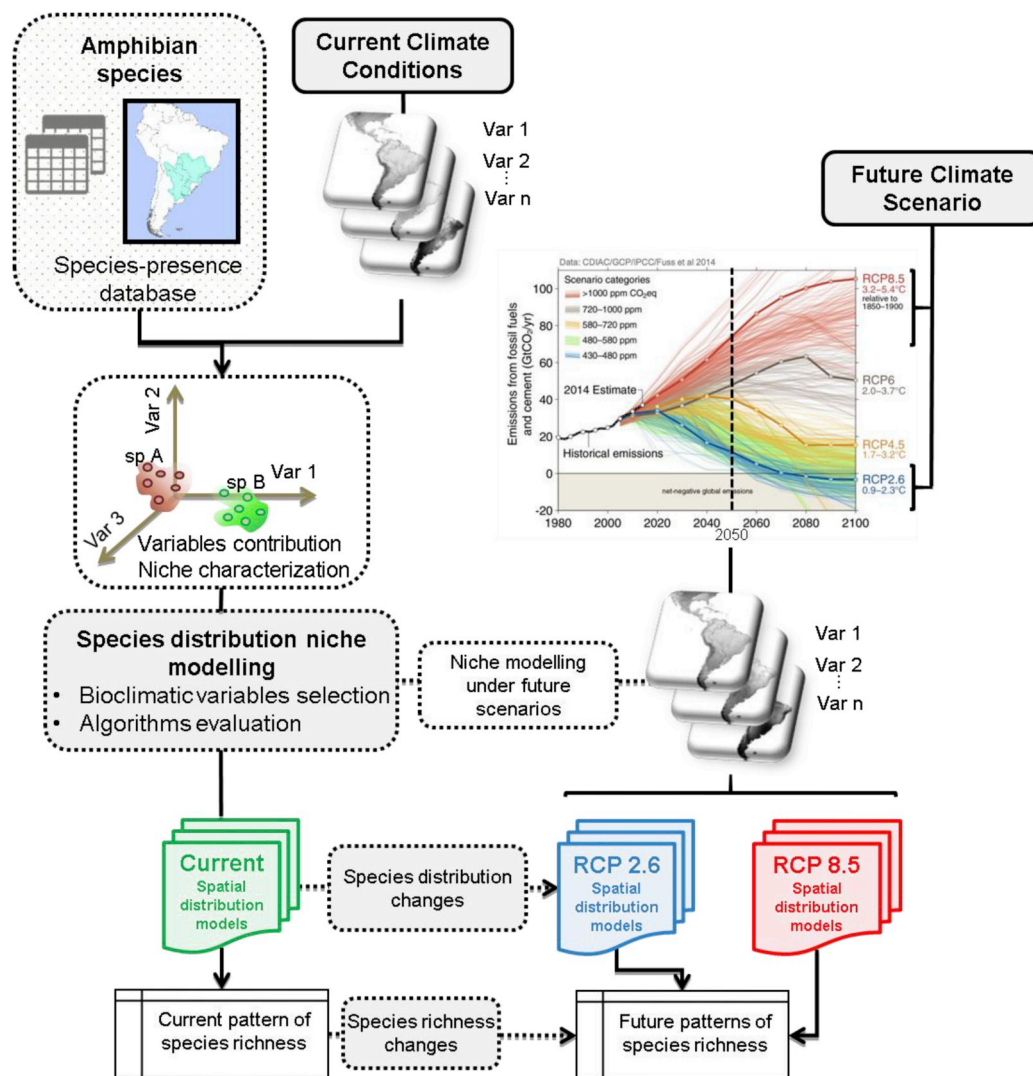 Amphibian
species
Species-presence
database
Current Climate
Conditions
Var 1
Var 2
⋮
Var n
Future Climate
Scenario
Data: CDIAC/GCP/IPCC/Fuss et al 2014
Scenario categories
>1000 ppm CO₂eq
720–1000 ppm
580–720 ppm
480–580 ppm
430–480 ppm
Emissions from fossil fuels
and cement (GtCO₂/yr)
100
80
60
40
20
0
-20
2014 Estimate
Historical emissions
net-negative global emissions
RCP8.5
3.2–5.4°C
relative to
1850–1900
RCP6
2.0–3.7°C
RCP4.5
1.7–3.2°C
RCP2.6
0.9–2.3°C
1980 2000 2020 2040 2060 2080 2100
2050
Var 2
sp A
sp B
Var 1
Var 3
Variables contribution
Niche characterization
Species distribution niche
modelling
• Bioclimatic variables selection
• Algorithms evaluation
Niche modelling
under future
scenarios
Var 1
Var 2
⋮
Var n
Current
Spatial
distribution
models
Species distribution
changes
RCP 2.6
Spatial
distribution
models
RCP 8.5
Spatial
distribution
models
Current pattern of
species richness
Species richness
changes
Future patterns of
species richness